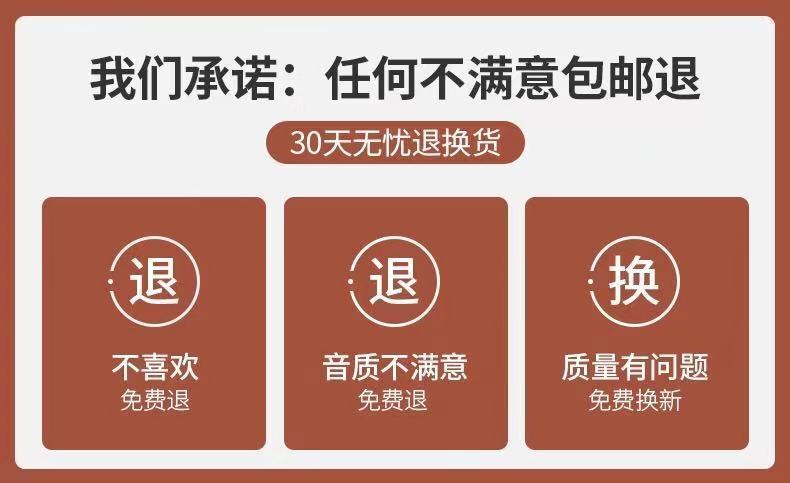 我们承诺：任何不满意包邮退
30天无忧退换货
退
退
换
不喜欢
音质不满意
质量有问题
免费退
免费退
免费换新